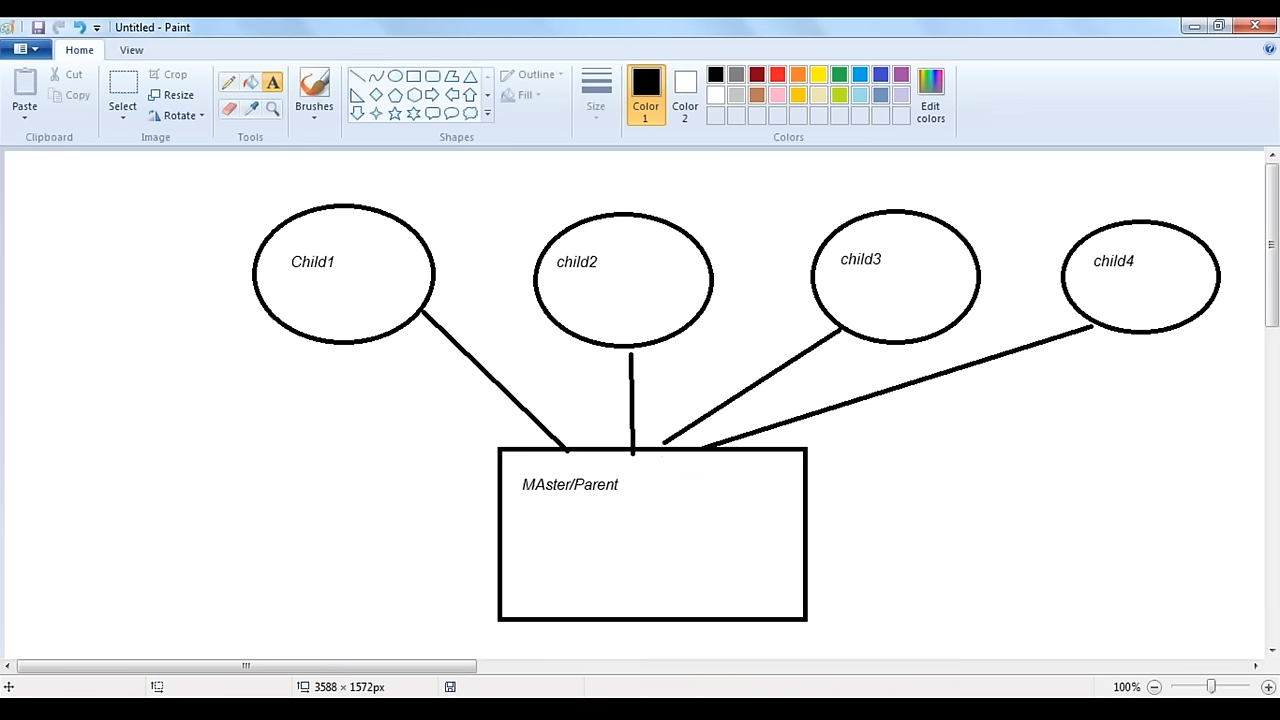 Untitled - Paint
Home View
Paste
Cut
Copy
Clipboard
Select
Crop
Resize
Rotate
Image
Tools
Brushes
Shapes
Outline
Fill
Size
Color 1
Color 2
Edit colors
Colors
Child1
child2
child3
child4
MAster/Parent
3588 × 1572px
100%